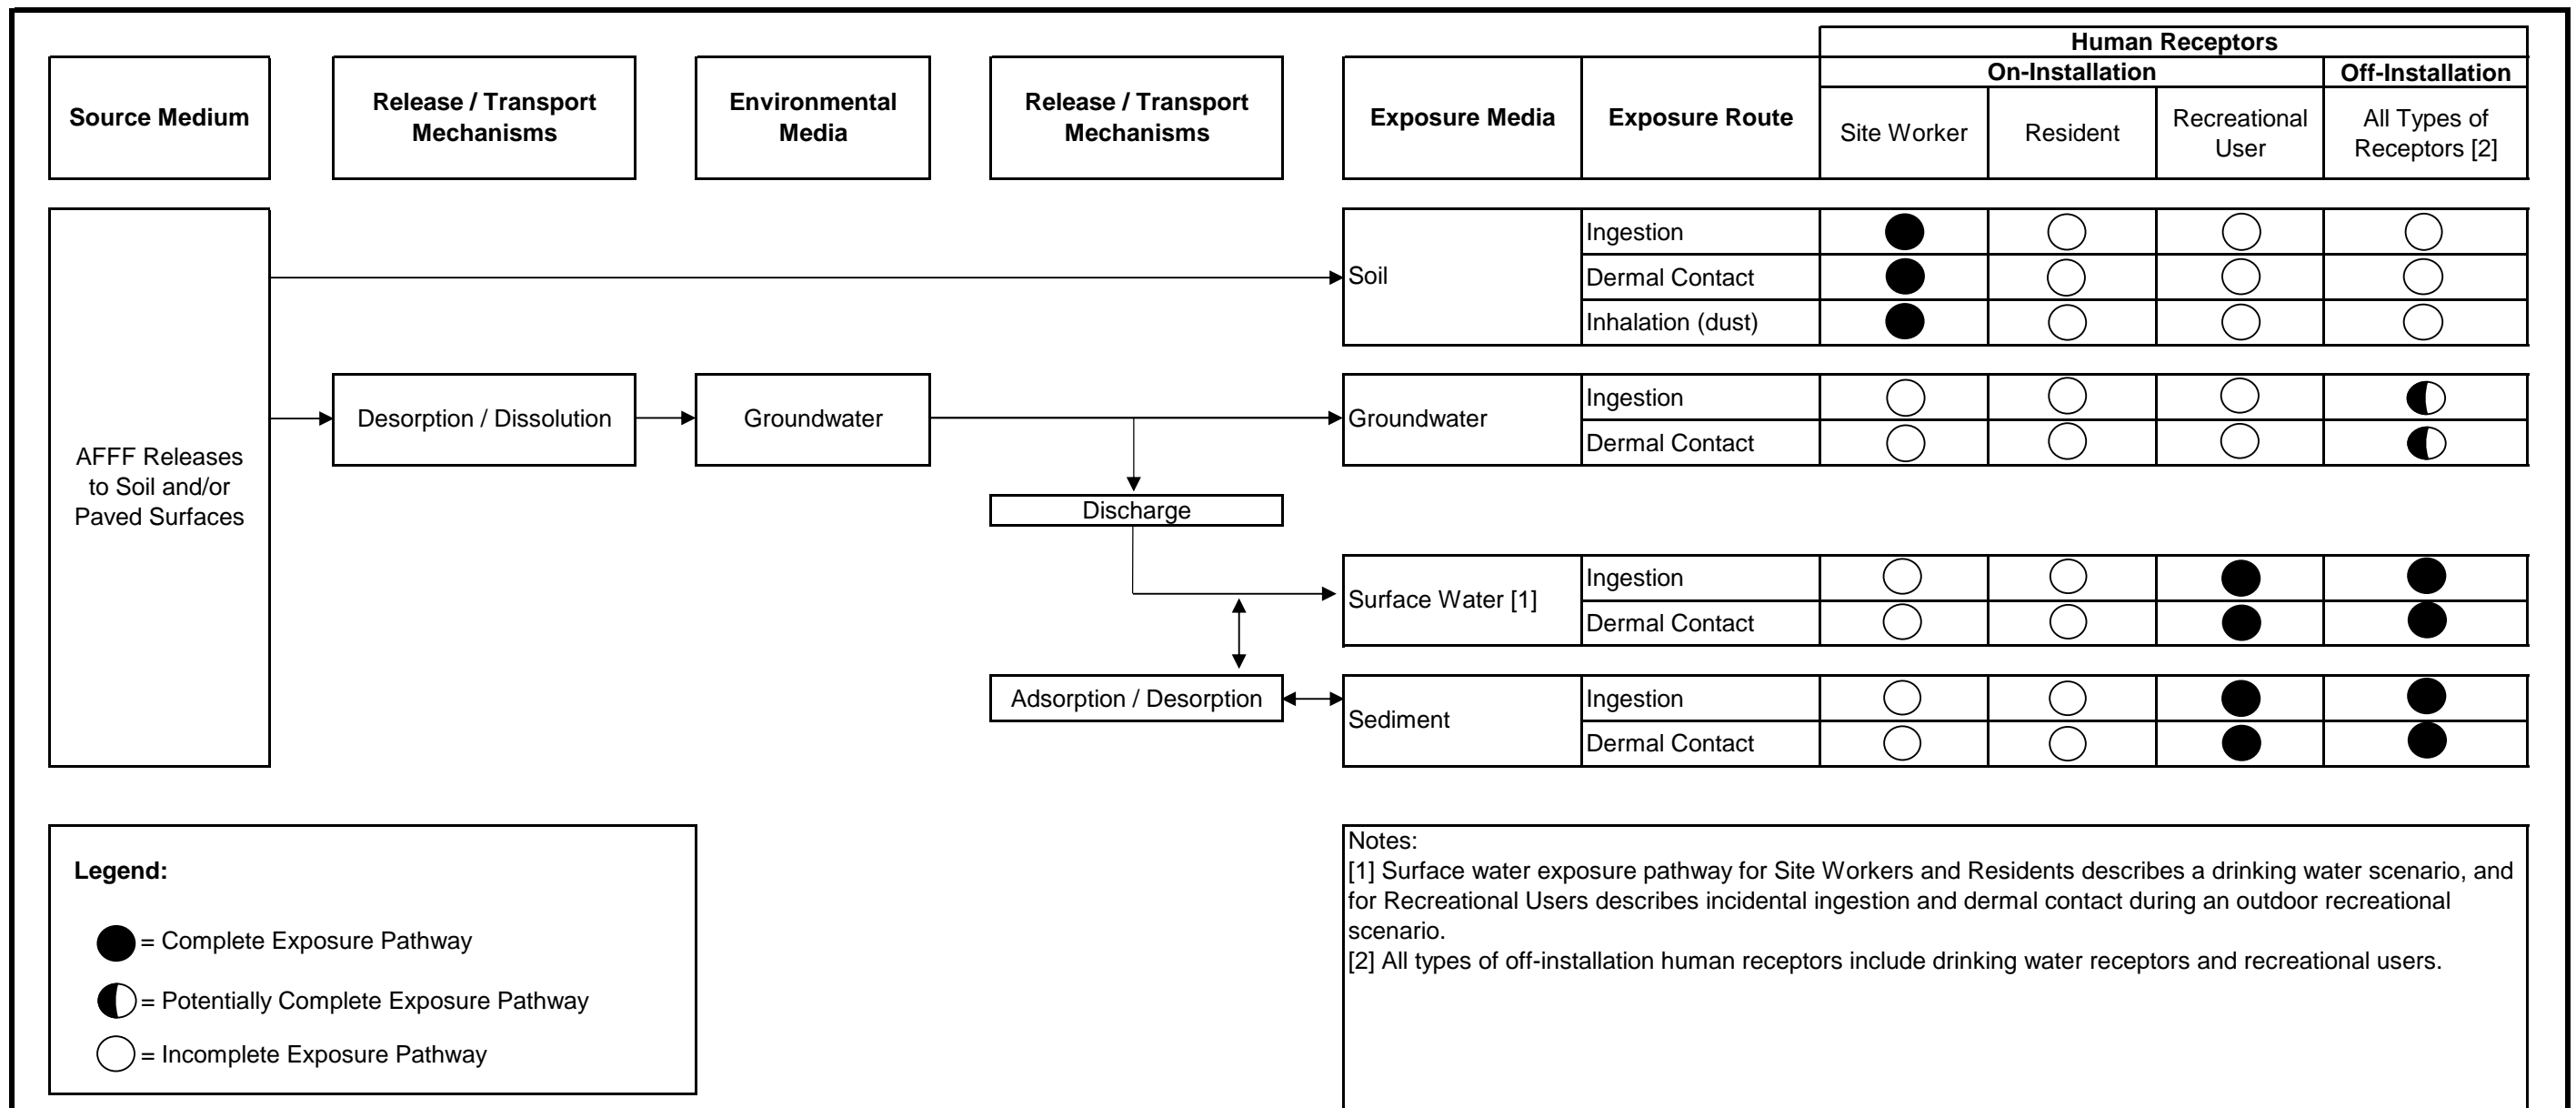 Human Receptors
On-Installation
Off-Installation
Source Medium
Release / Transport
Mechanisms
Environmental
Media
Release / Transport
Mechanisms
Exposure Media
Exposure Route
Site Worker
Resident
Recreational
User
All Types of
Receptors [2]
AFFF Releases
to Soil and/or
Paved Surfaces
Soil
Ingestion
Dermal Contact
Inhalation (dust)
Desorption / Dissolution
Groundwater
Groundwater
Ingestion
Dermal Contact
Discharge
Surface Water [1]
Ingestion
Dermal Contact
Adsorption / Desorption
Sediment
Ingestion
Dermal Contact
Legend:
= Complete Exposure Pathway
= Potentially Complete Exposure Pathway
= Incomplete Exposure Pathway
Notes:
[1] Surface water exposure pathway for Site Workers and Residents describes a drinking water scenario, and
for Recreational Users describes incidental ingestion and dermal contact during an outdoor recreational
scenario.
[2] All types of off-installation human receptors include drinking water receptors and recreational users.